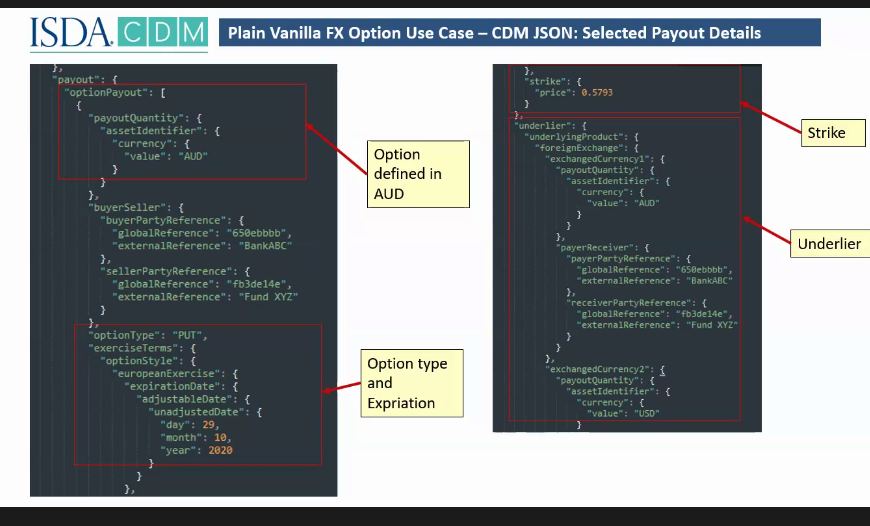 ISDA. CDM
Plain Vanilla FX Option Use Case – CDM JSON: Selected Payout Details
},
"payout": {
"optionPayout": [
{
"payoutQuantity": {
"assetIdentifier": {
"currency": {
"value": "AUD"
}
}
},
"buyerSeller": {
"buyerPartyReference": {
"globalReference": "650ebbbb",
"externalReference": "BankABC"
},
"sellerPartyReference": {
"globalReference": "fb3de14e",
"externalReference": "Fund XYZ"
}
},
"optionType": "PUT",
"exerciseTerms": {
"optionStyle": {
"europeanExercise": {
"expirationDate": {
"adjustableDate": {
"unadjustedDate": {
"day": 29,
"month": 10,
"year": 2020
}
}
},
Option
defined in
AUD
Option type
and
Expriation
},
"strike": {
"price": 0.5793
}
},
"underlier": {
"underlyingProduct": {
"foreignExchange": {
"exchangedCurrency1": {
"payoutQuantity": {
"assetIdentifier": {
"currency": {
"value": "AUD"
}
}
},
"payerReceiver": {
"payerPartyReference": {
"globalReference": "650ebbbb",
"externalReference": "BankABC"
},
"receiverPartyReference": {
"globalReference": "fb3de14e",
"externalReference": "Fund XYZ"
}
}
},
"exchangedCurrency2": {
"payoutQuantity": {
"assetIdentifier": {
"currency": {
"value": "USD"
}
Strike
Underlier